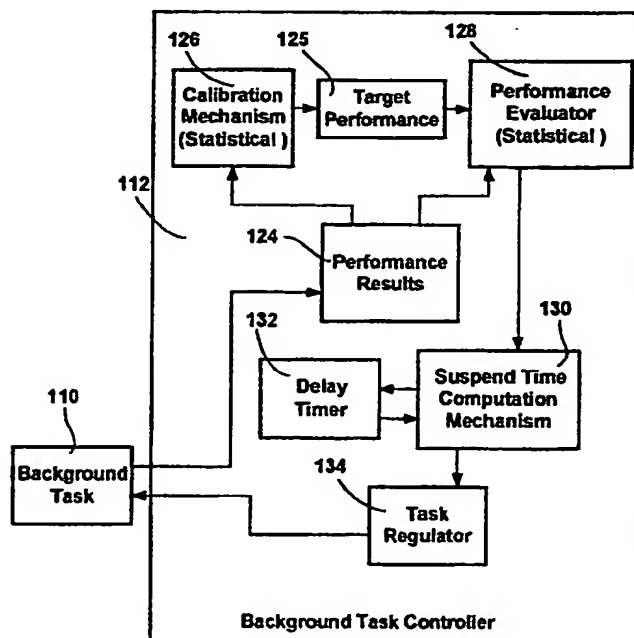 126
125
128
Calibration
Mechanism
(Statistical )
Target
Performance
Performance
Evaluator
(Statistical )
112
124
Performance
Results
132
130
Delay
Timer
Suspend Time
Computation
Mechanism
110
Background
Task
134
Task
Regulator
Background Task Controller